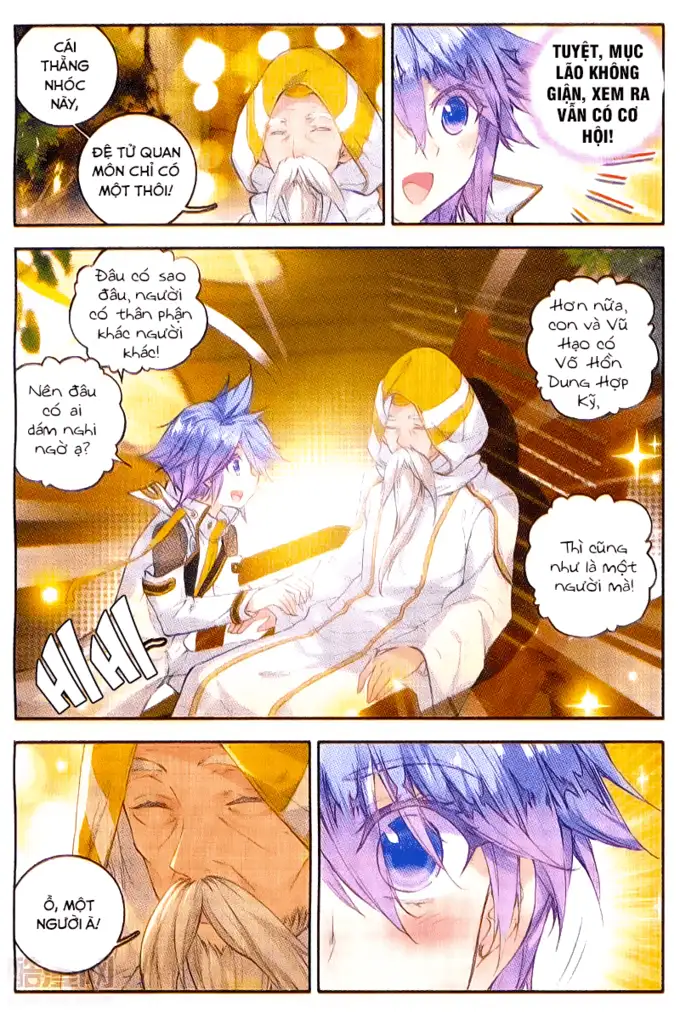 CÁI
THẰNG
NHÓC
NÀY,
ĐỆ TỬ QUAN
MÔN CHỈ CÓ
MỘT THÔI!
TUYỆT, MỤC
LÃO KHÔNG
GIẬN, XEM RA
VẪN CÓ CƠ
HỘI!
Đâu có sao
đâu, người
có thân phận
khác người
khác!
Nên đâu
có ai
dám nghi
ngờ ạ?
Hơn nữa,
con và Vũ
Hạo có
Võ Hồn
Dung Hợp
Kỹ,
Thì cũng
như là một
người mà!
HI HI~
Ồ, MỘT
NGƯỜI À!